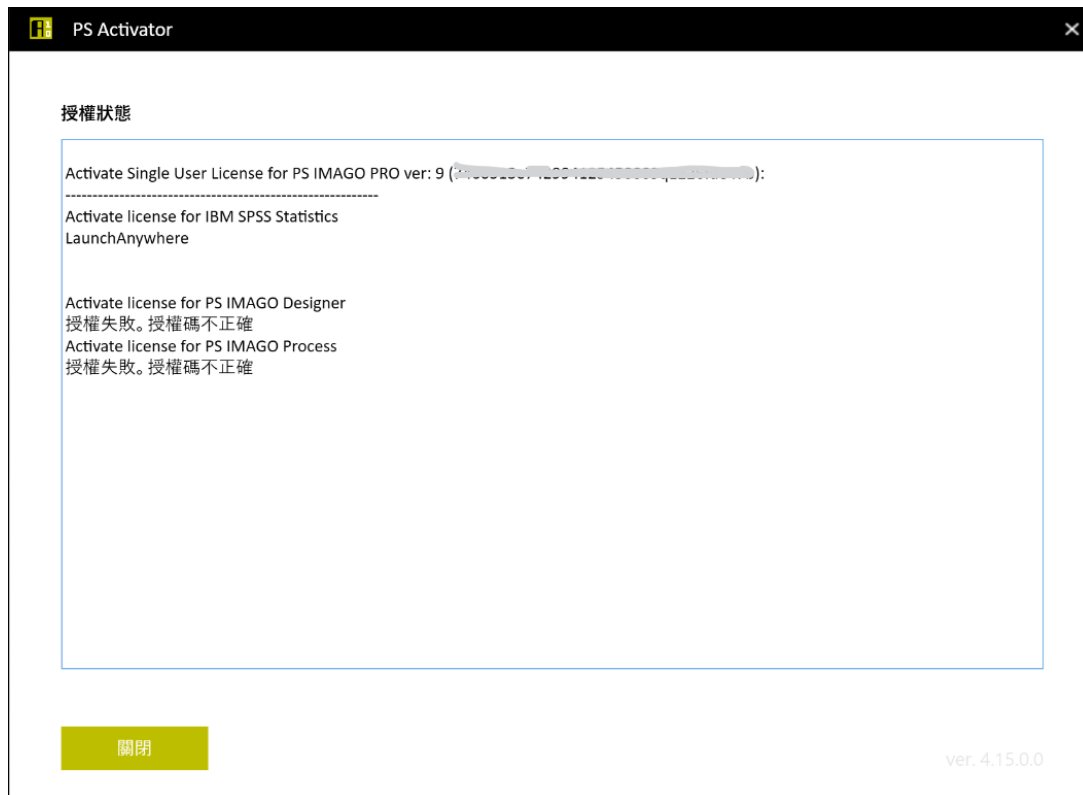 PS Activator
授權狀態
Activate Single User License for PS IMAGO PRO ver: 9 ( ):
----------------------------------------------------------
Activate license for IBM SPSS Statistics
LaunchAnywhere
Activate license for PS IMAGO Designer
授權失敗。授權碼不正確
Activate license for PS IMAGO Process
授權失敗。授權碼不正確
關閉
ver. 4.15.0.0